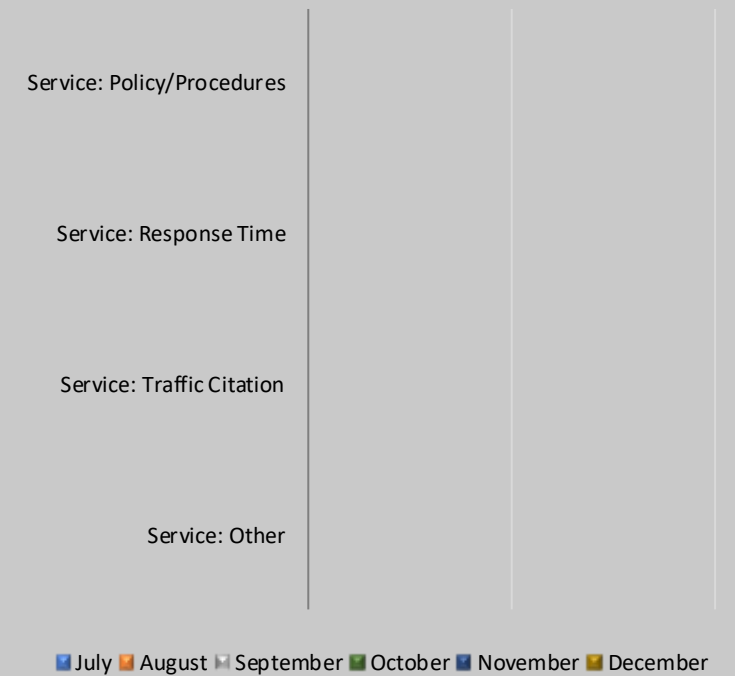 Service: Policy/Procedures
Service: Response Time
Service: Traffic Citation
Service: Other
July August September October November December